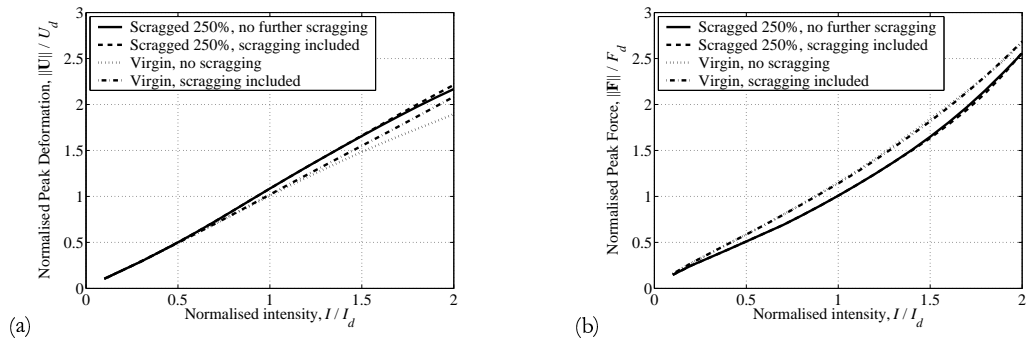 Scragged 250%, no further scragging
Scragged 250%, scragging included
Virgin, no scragging
Virgin, scragging included
Normalised Peak Deformation, ||U|| / U_d
3
2.5
2
1.5
1
0.5
0
0 0.5 1 1.5 2
Normalised intensity, I / I_d
(a)
Scragged 250%, no further scragging
Scragged 250%, scragging included
Virgin, no scragging
Virgin, scragging included
Normalised Peak Force, ||F|| / F_d
3
2.5
2
1.5
1
0.5
0
0 0.5 1 1.5 2
Normalised intensity, I / I_d
(b)